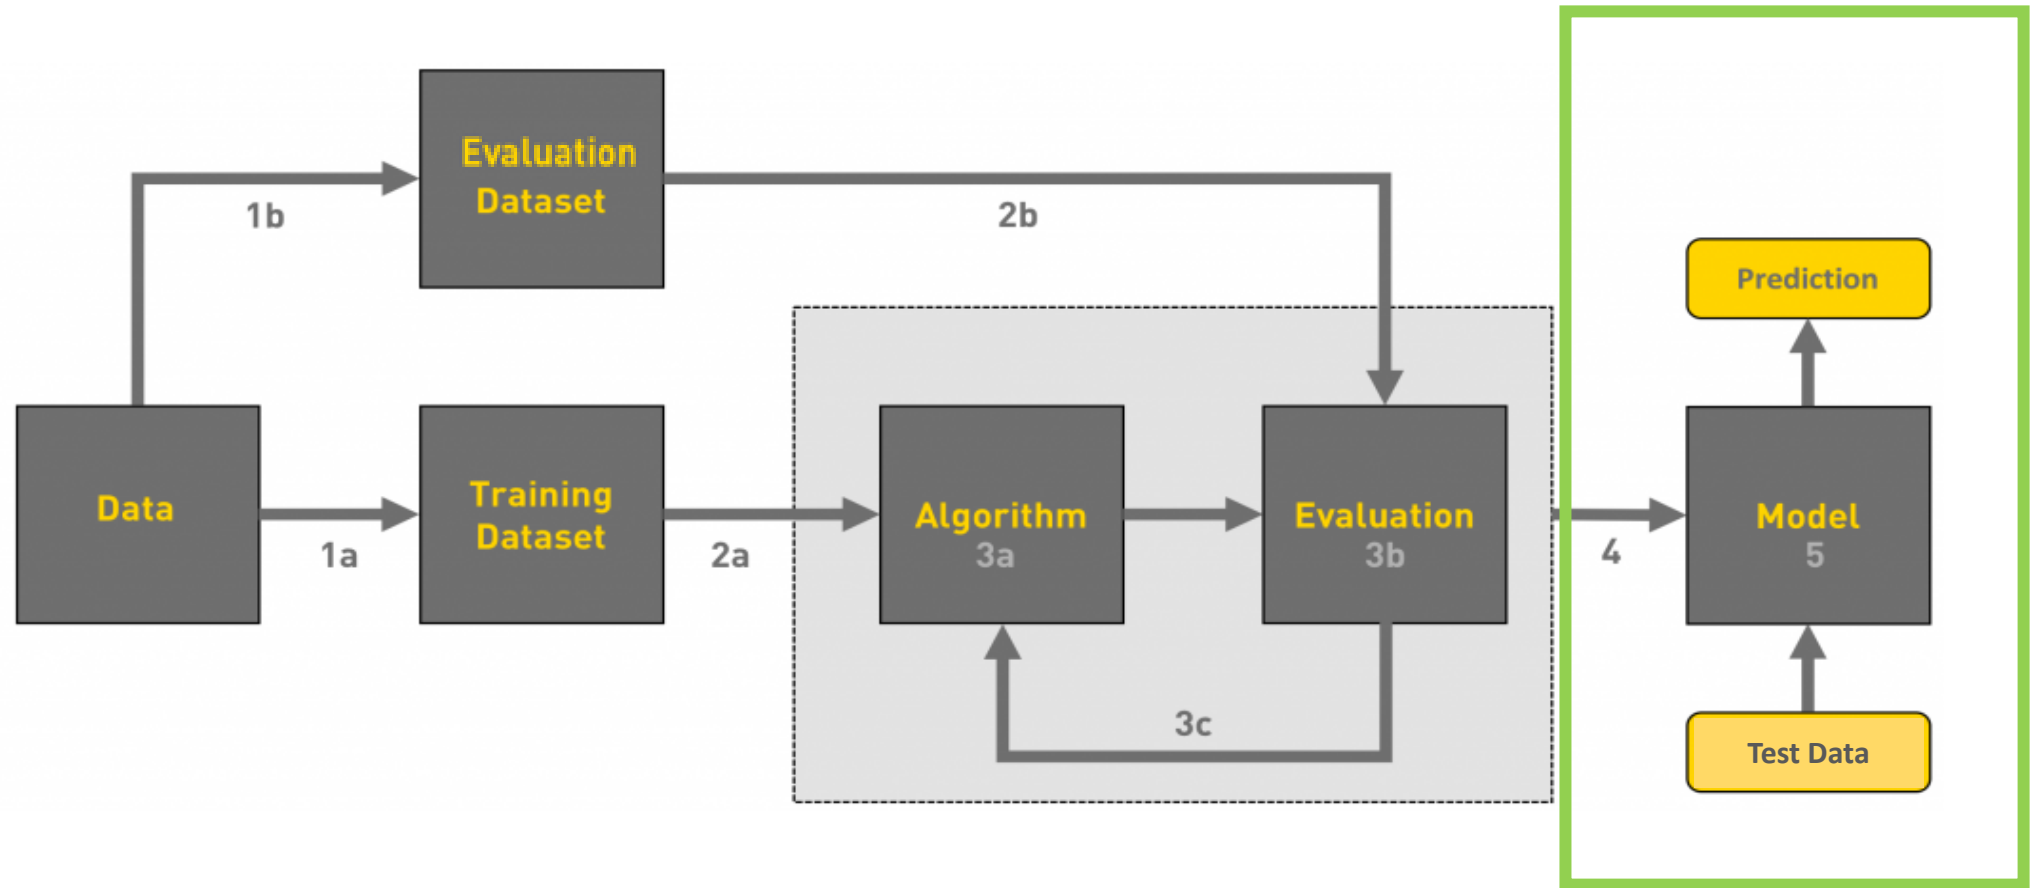 Evaluation
Dataset
1b
2b
Prediction
Data
1a
Training
Dataset
2a
Algorithm
3a
Evaluation
3b
3c
4
Model
5
Test Data